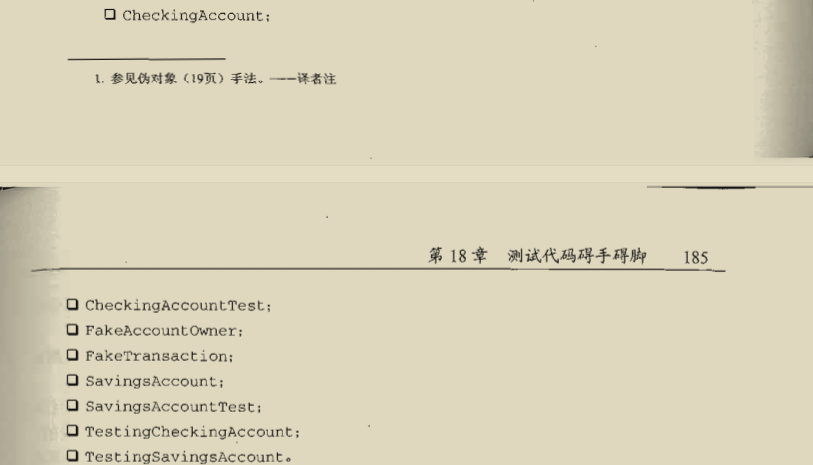 ❑ CheckingAccount;
1. 参见伪对象（19页）手法。——译者注
第 18 章 测试代码碍手碍脚 185
❑ CheckingAccountTest;
❑ FakeAccountOwner;
❑ FakeTransaction;
❑ SavingsAccount;
❑ SavingsAccountTest;
❑ TestingCheckingAccount;
❑ TestingSavingsAccount。